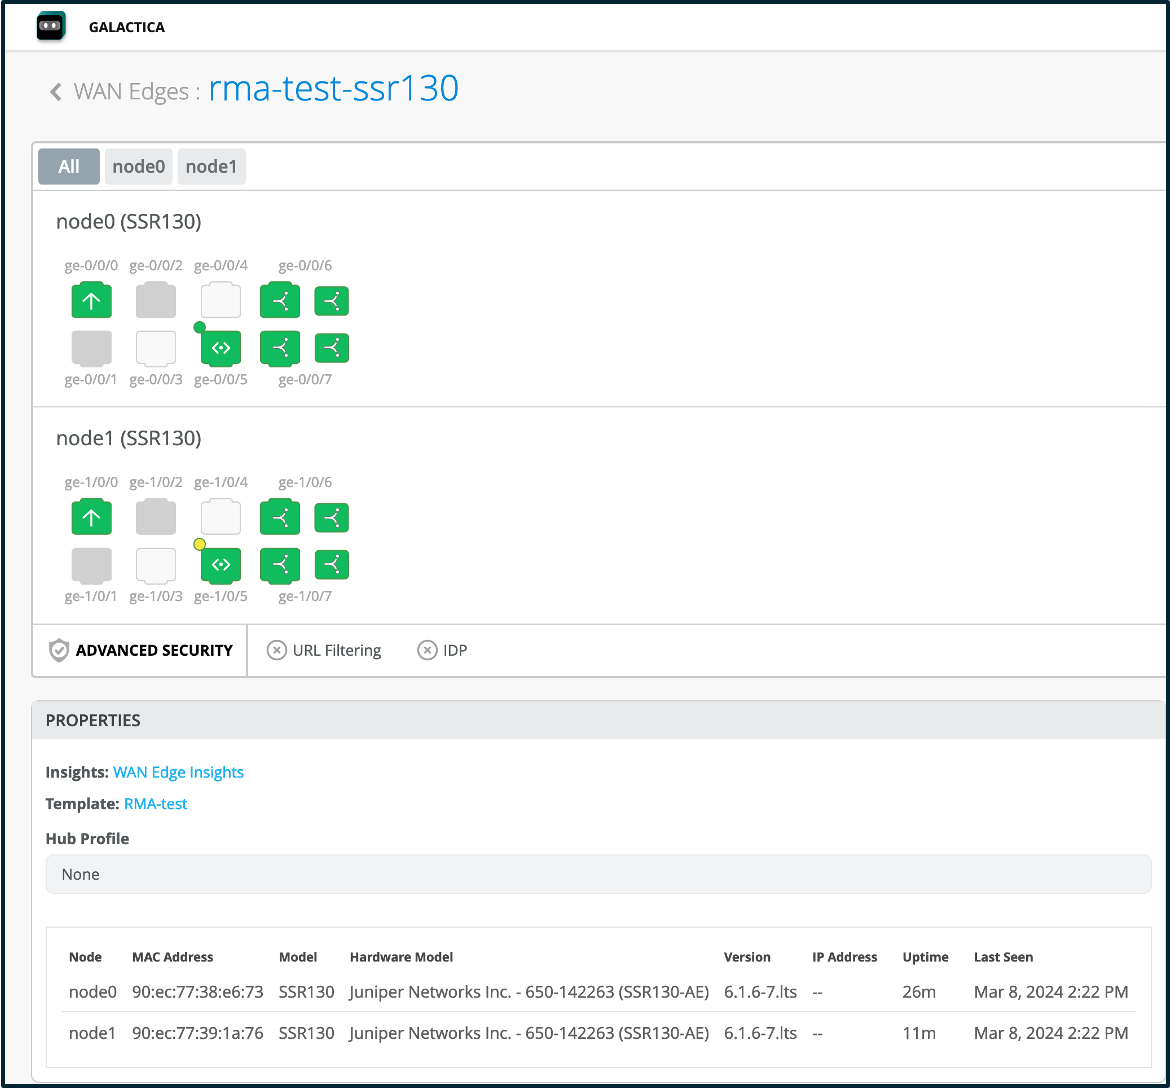 GALACTICA
WAN Edges : rma-test-ssr130
All node0 node1
node0 (SSR130)
ge-0/0/0 ge-0/0/2 ge-0/0/4 ge-0/0/6
ge-0/0/1 ge-0/0/3 ge-0/0/5 ge-0/0/7
node1 (SSR130)
ge-1/0/0 ge-1/0/2 ge-1/0/4 ge-1/0/6
ge-1/0/1 ge-1/0/3 ge-1/0/5 ge-1/0/7
ADVANCED SECURITY URL Filtering IDP
PROPERTIES
Insights: WAN Edge Insights
Template: RMA-test
Hub Profile
None
Node MAC Address Model Hardware Model Version IP Address Uptime Last Seen
node0 90:ec:77:38:e6:73 SSR130 Juniper Networks Inc. - 650-142263 (SSR130-AE) 6.1.6-7.lts -- 26m Mar 8, 2024 2:22 PM
node1 90:ec:77:39:1a:76 SSR130 Juniper Networks Inc. - 650-142263 (SSR130-AE) 6.1.6-7.lts -- 11m Mar 8, 2024 2:22 PM